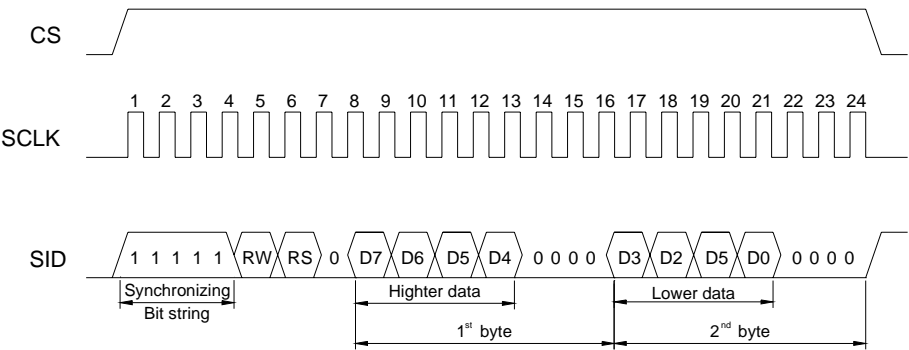 CS
1 2 3 4 5 6 7 8 9 10 11 12 13 14 15 16 17 18 19 20 21 22 23 24
SCLK
SID
1 1 1 1 1 RW RS 0 D7 D6 D5 D4 0 0 0 0 D3 D2 D5 D0 0 0 0 0
Synchronizing
Bit string
Highter data
Lower data
1st byte
2nd byte